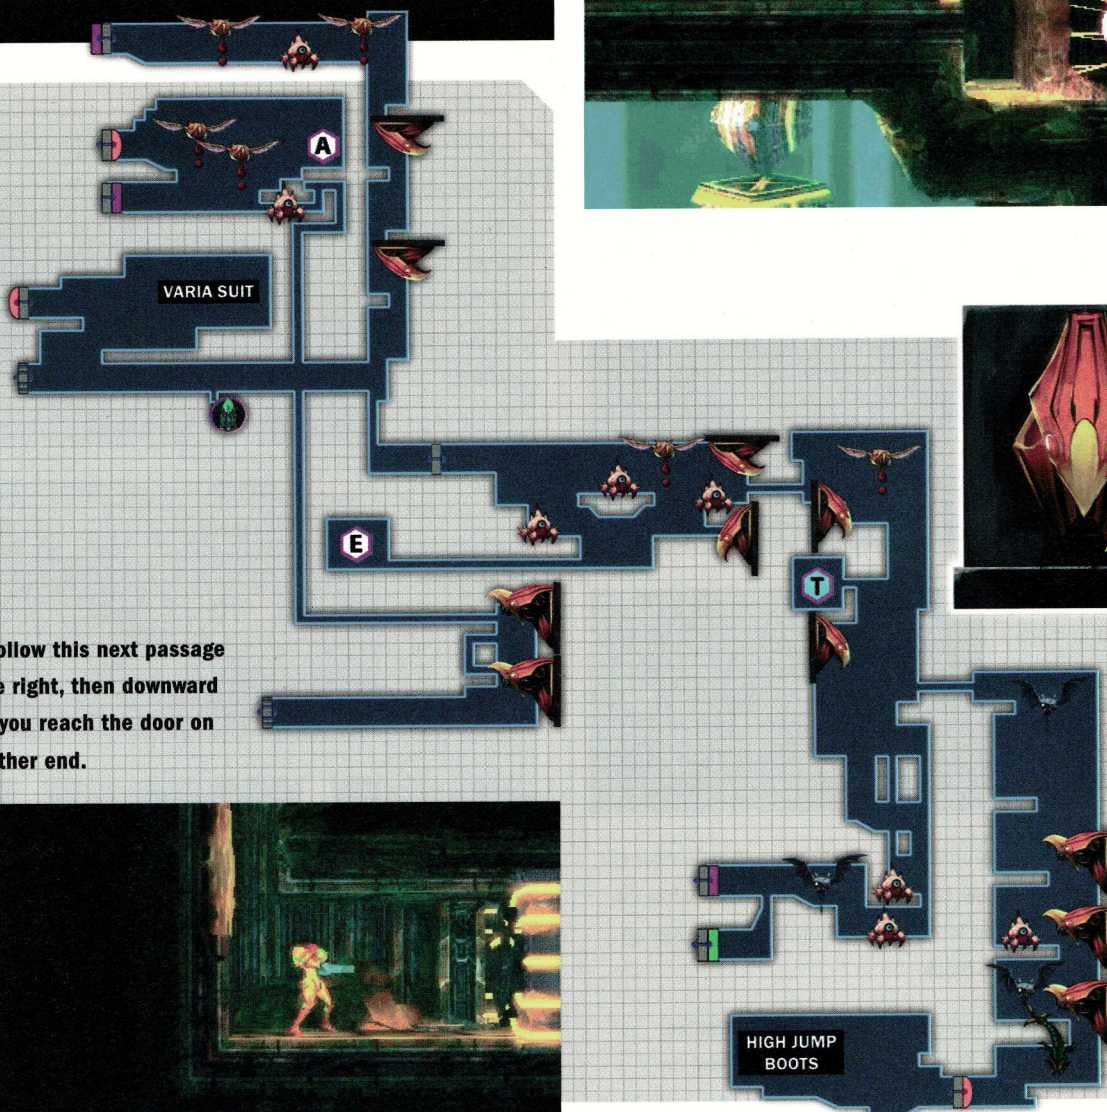 A
VARIA SUIT
E
T
ollow this next passage
e right, then downward
you reach the door on
ther end.
HIGH JUMP
BOOTS